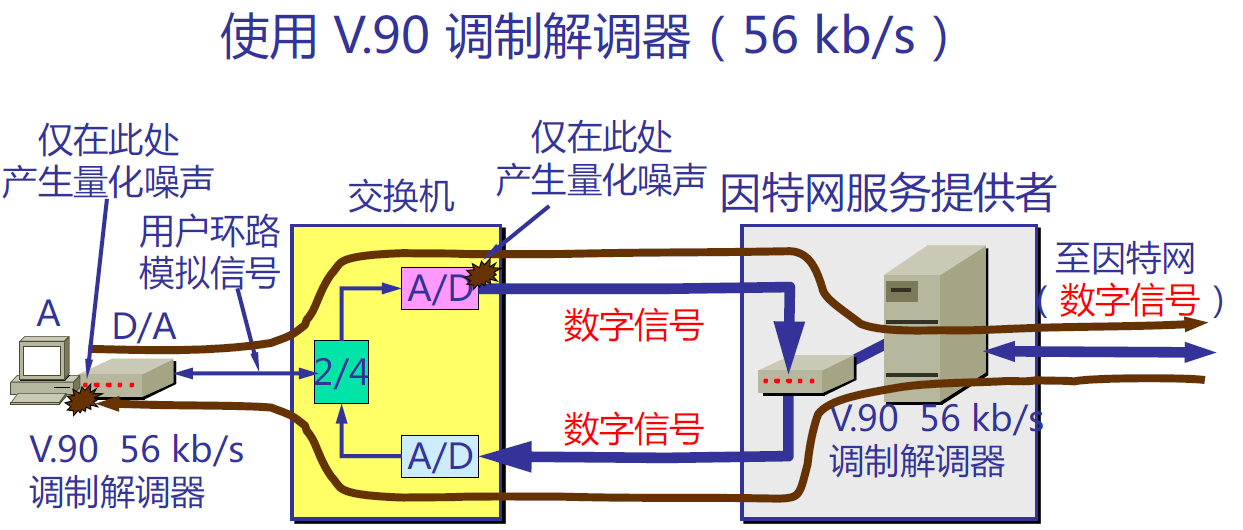 使用 V.90 调制解调器（56 kb/s）
仅在此处
产生量化噪声
仅在此处
产生量化噪声
交换机
因特网服务提供者
用户环路
模拟信号
至因特网
（数字信号）
A
D/A
A/D
数字信号
2/4
数字信号
A/D
V.90 56 kb/s
调制解调器
V.90 56 kb/s
调制解调器